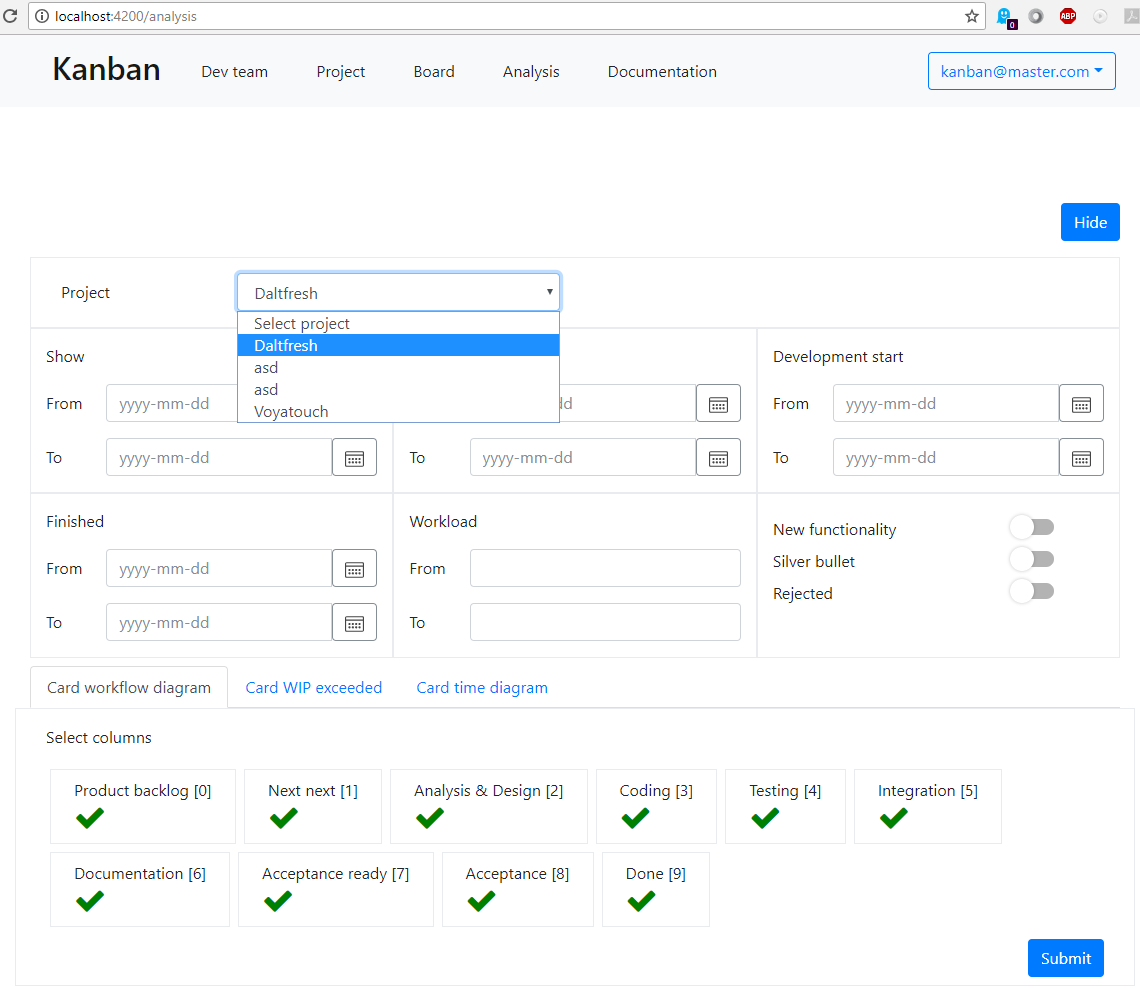 localhost:4200/analysis
0
ABP
Kanban Dev team Project Board Analysis Documentation kanban@master.com
Hide
Project Daltfresh
Select project
Daltfresh
asd
asd
Voyatouch
Show Development start
From yyyy-mm-dd dd From yyyy-mm-dd
To yyyy-mm-dd To yyyy-mm-dd To yyyy-mm-dd
Finished Workload
From yyyy-mm-dd From
To yyyy-mm-dd To
New functionality
Silver bullet
Rejected
Card workflow diagram Card WIP exceeded Card time diagram
Select columns
Product backlog [0] Next next [1] Analysis & Design [2] Coding [3] Testing [4] Integration [5]
Documentation [6] Acceptance ready [7] Acceptance [8] Done [9]
Submit